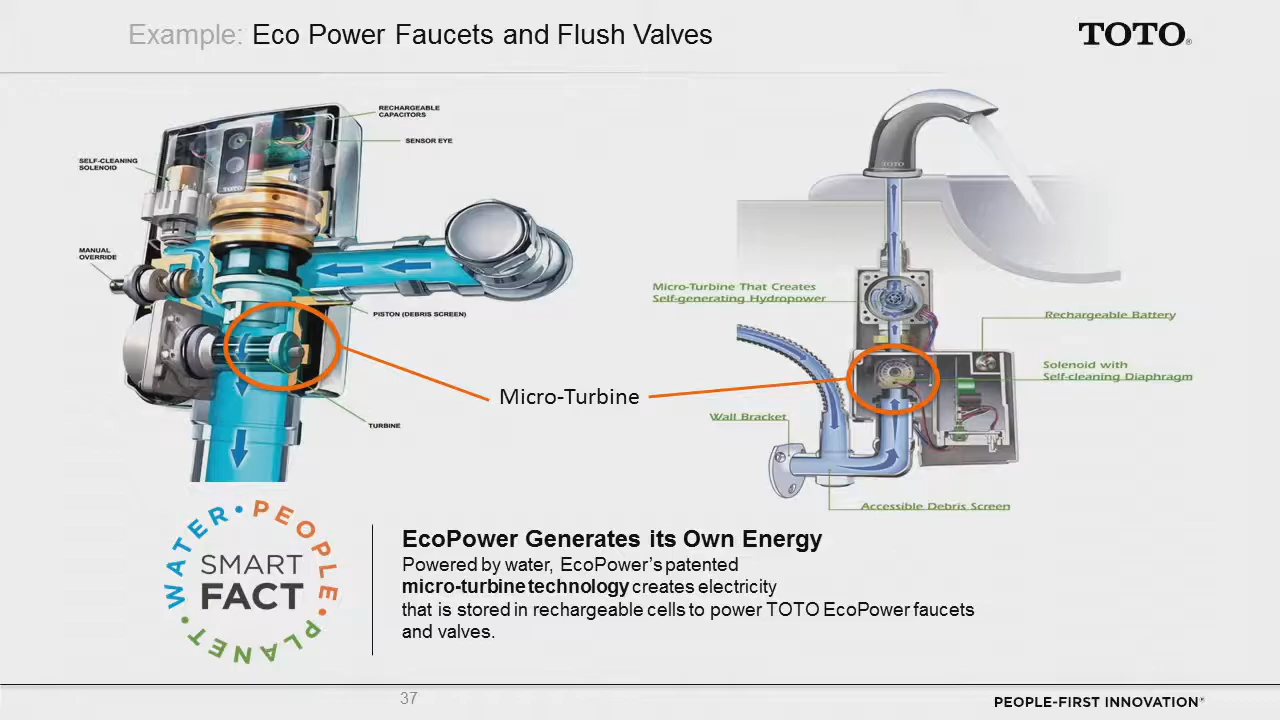 Example: Eco Power Faucets and Flush Valves
TOTO®
RECHARGEABLE
CAPACITORS
SENSOR EYE
SELF-CLEANING
SOLENOID
TOTO
MANUAL
OVERRIDE
PISTON (DEBRIS SCREEN)
TURBINE
Micro-Turbine
TOTO
Micro-Turbine That Creates
Self-generating Hydropower
Rechargeable Battery
Solenoid with
Self-cleaning Diaphragm
Wall Bracket
Accessible Debris Screen
WATER • PEOPLE • PLANET •
SMART
FACT
EcoPower Generates its Own Energy
Powered by water, EcoPower’s patented
micro-turbine technology creates electricity
that is stored in rechargeable cells to power TOTO EcoPower faucets
and valves.
37
PEOPLE-FIRST INNOVATION